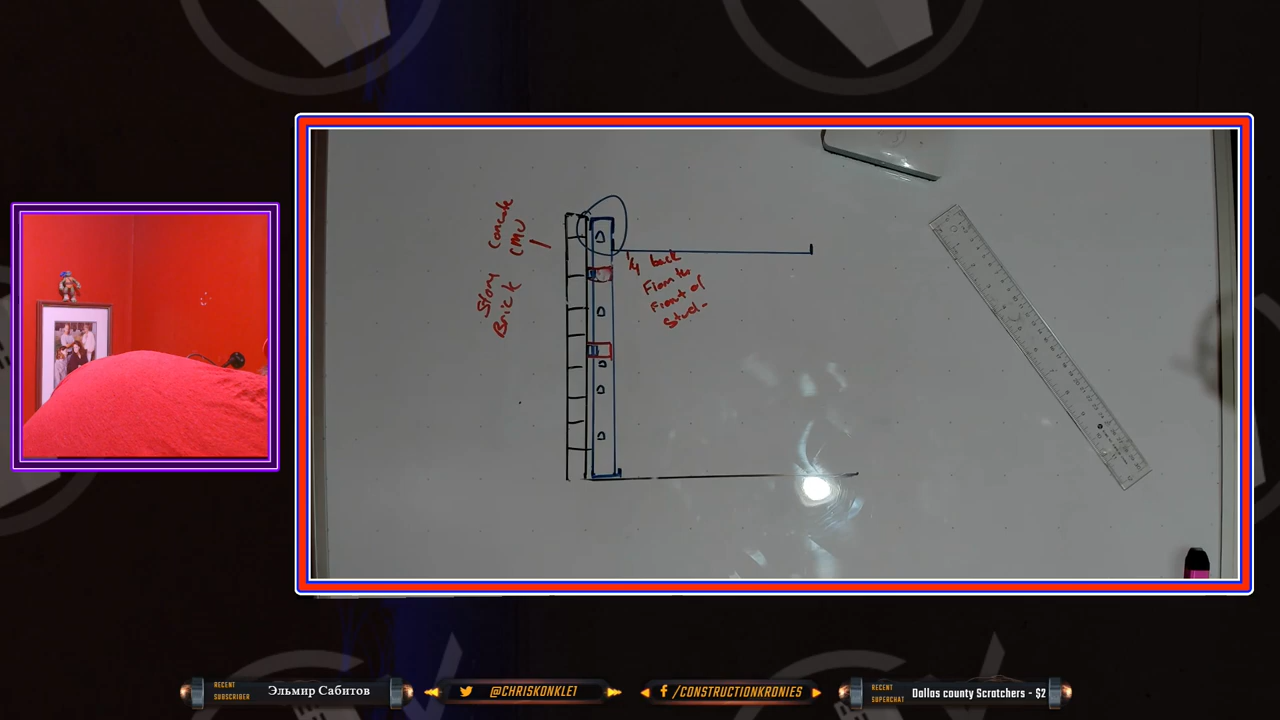 Concrete
CMU
Stone
Brick
1/4 back
From the
Front of
Stud-
RECENT
SUBSCRIBER
Эльмир Сабитов
@CHRISKONKLE1
/CONSTRUCTIONKRONIES
RECENT
SUPERCHAT
Dallas county Scratchers - $2